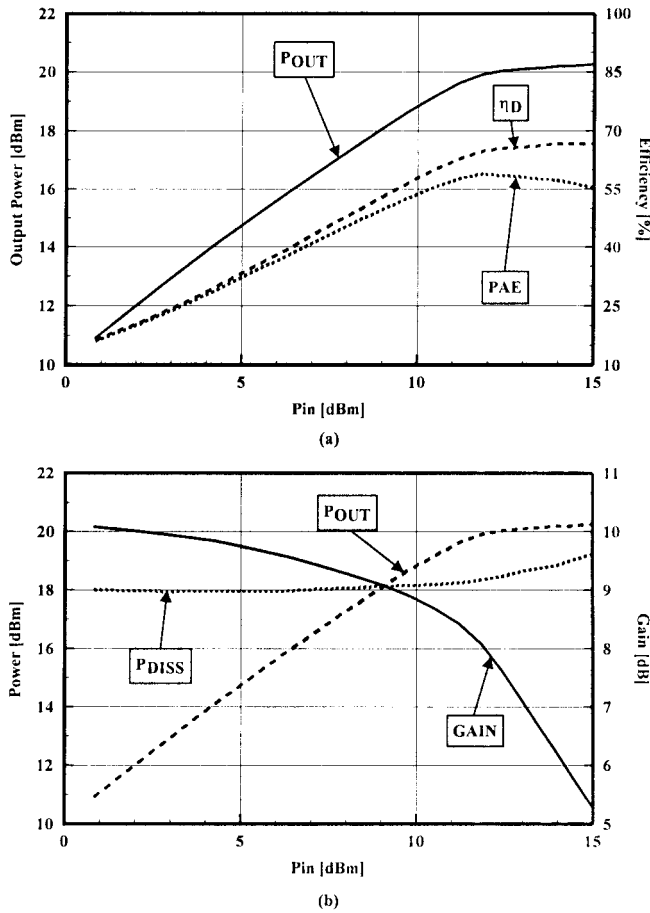 22
20
18
16
14
12
10
Output Power [dBm]
100
85
70
55
40
25
10
Efficiency [%]
POUT
ηD
PAE
0
5
10
15
Pin [dBm]
(a)
22
20
18
16
14
12
10
Power [dBm]
11
10
9
8
7
6
5
Gain [dB]
POUT
PDISS
GAIN
0
5
10
15
Pin [dBm]
(b)